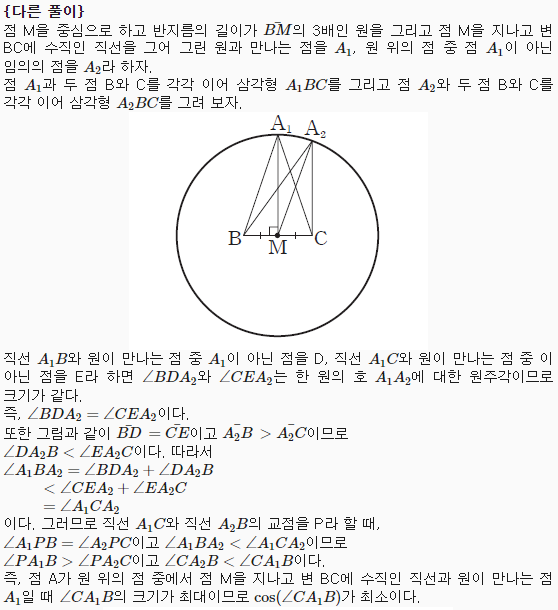 {다른 풀이}
점 M을 중심으로 하고 반지름의 길이가 $\bar{BM}$의 3배인 원을 그리고 점 M을 지나고 변
BC에 수직인 직선을 그어 그린 원과 만나는 점을 $A_1$, 원 위의 점 중 점 $A_1$이 아닌
임의의 점을 $A_2$라 하자.
점 $A_1$과 두 점 B와 C를 각각 이어 삼각형 $A_1BC$를 그리고 점 $A_2$와 두 점 B와 C를
각각 이어 삼각형 $A_2BC$를 그려 보자.
A₁ A₂
B M C
직선 $A_1B$와 원이 만나는 점 중 $A_1$이 아닌 점을 D, 직선 $A_1C$와 원이 만나는 점 중 이
아닌 점을 E라 하면 $\angle BDA_2$와 $\angle CEA_2$는 한 원의 호 $A_1A_2$에 대한 원주각이므로
크기가 같다.
즉, $\angle BDA_2 = \angle CEA_2$이다.
또한 그림과 같이 $\bar{BD} = \bar{CE}$이고 $\bar{A_2B} > \bar{A_2C}$이므로
$\angle DA_2B < \angle EA_2C$이다. 따라서
$\angle A_1BA_2 = \angle BDA_2 + \angle DA_2B$
$< \angle CEA_2 + \angle EA_2C$
$= \angle A_1CA_2$
이다. 그러므로 직선 $A_1C$와 직선 $A_2B$의 교점을 P라 할 때,
$\angle A_1PB = \angle A_2PC$이고 $\angle A_1BA_2 < \angle A_1CA_2$이므로
$\angle PA_1B > \angle PA_2C$이고 $\angle CA_2B < \angle CA_1B$이다.
즉, 점 A가 원 위의 점 중에서 점 M을 지나고 변 BC에 수직인 직선과 원이 만나는 점
$A_1$일 때 $\angle CA_1B$의 크기가 최대이므로 $\cos(\angle CA_1B)$가 최소이다.